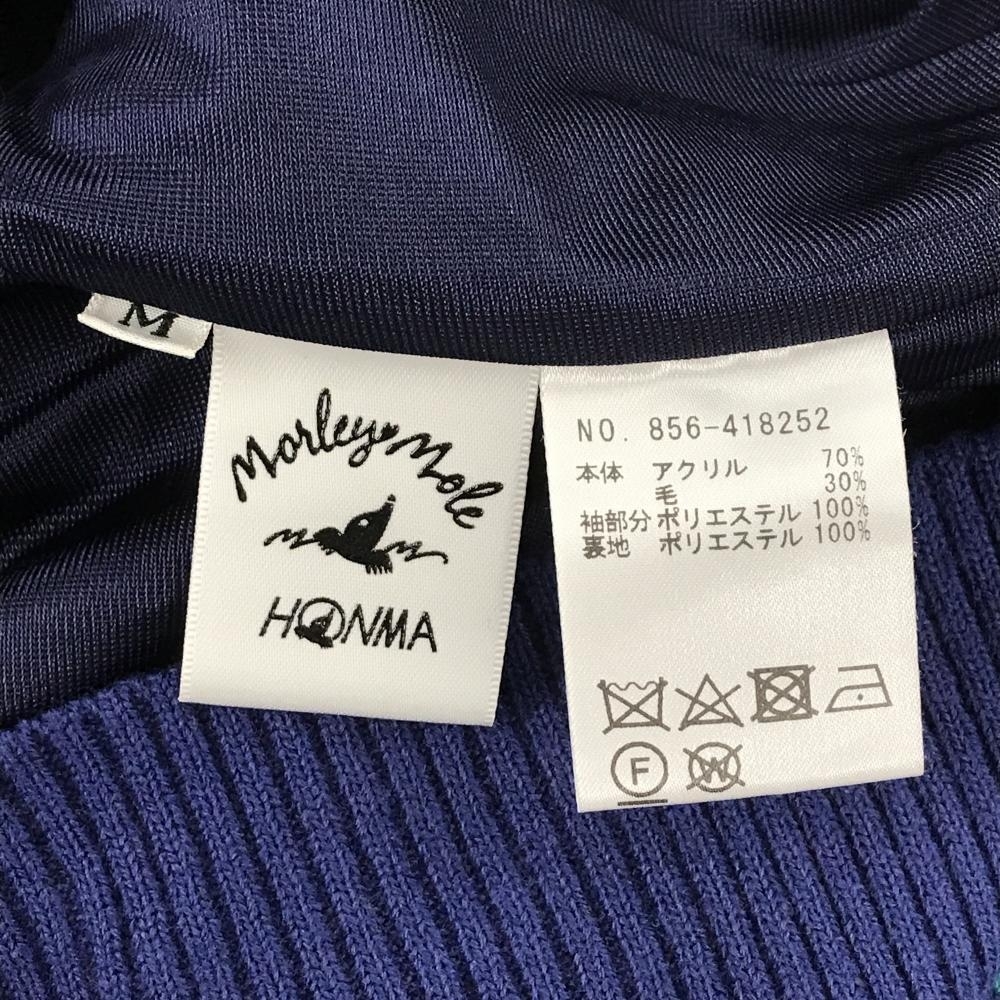 M
Morley♥Mole
HONMA
NO. 856-418252
本体 アクリル 70%
毛 30%
袖部分 ポリエステル 100%
裏地 ポリエステル 100%
F W